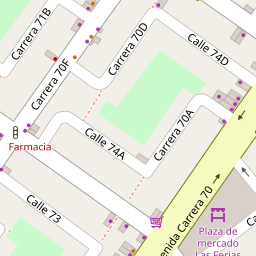 Carrera 71B
Carrera 70D
Calle 74D
Carrera 70F
Farmacia
Calle 74A
Carrera 70A
Calle 73
enida Carrera 70
Plaza de
mercado
Las Ferias